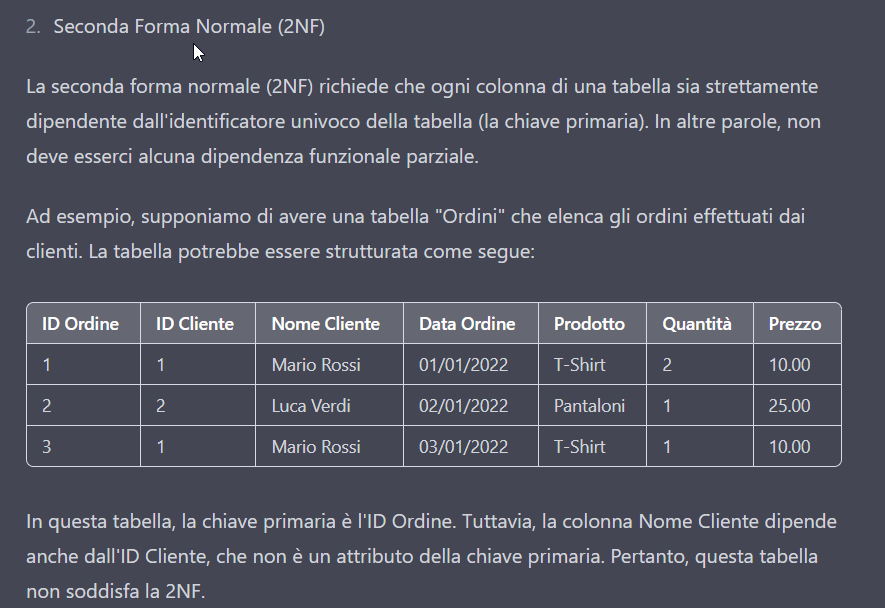 2. Seconda Forma Normale (2NF)
La seconda forma normale (2NF) richiede che ogni colonna di una tabella sia strettamente
dipendente dall'identificatore univoco della tabella (la chiave primaria). In altre parole, non
deve esserci alcuna dipendenza funzionale parziale.
Ad esempio, supponiamo di avere una tabella "Ordini" che elenca gli ordini effettuati dai
clienti. La tabella potrebbe essere strutturata come segue:
ID Ordine ID Cliente Nome Cliente Data Ordine Prodotto Quantità Prezzo
1 1 Mario Rossi 01/01/2022 T-Shirt 2 10.00
2 2 Luca Verdi 02/01/2022 Pantaloni 1 25.00
3 1 Mario Rossi 03/01/2022 T-Shirt 1 10.00
In questa tabella, la chiave primaria è l'ID Ordine. Tuttavia, la colonna Nome Cliente dipende
anche dall'ID Cliente, che non è un attributo della chiave primaria. Pertanto, questa tabella
non soddisfa la 2NF.